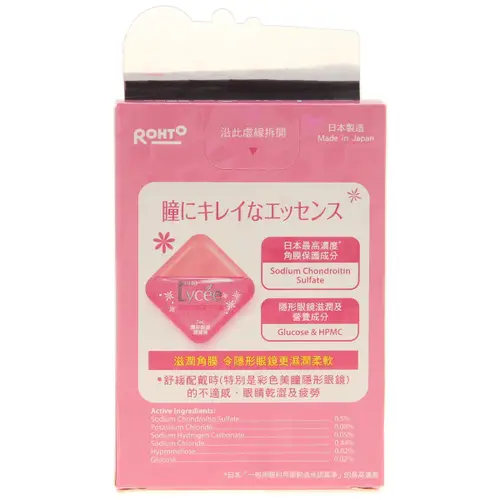 ROHTO
沿此虛線拆開
日本製造
Made in Japan
瞳にキレイなエッセンス
日本最高濃度*
角膜保護成分
Sodium Chondroitin
Sulfate
Lycée
隱形眼鏡滋潤及
營養成分
Glucose & HPMC
滋潤角膜 令隱形眼鏡更滋潤柔軟
•舒緩配戴時(特別是彩色美瞳隱形眼鏡)
的不適感，眼睛乾澀及疲勞
Active Ingredients:
Sodium Chondroitin Sulfate 0.5%
Potassium Chloride 0.08%
Sodium Hydrogen Carbonate 0.05%
Sodium Chloride 0.44%
Hypromellose
Glucose 0.02%